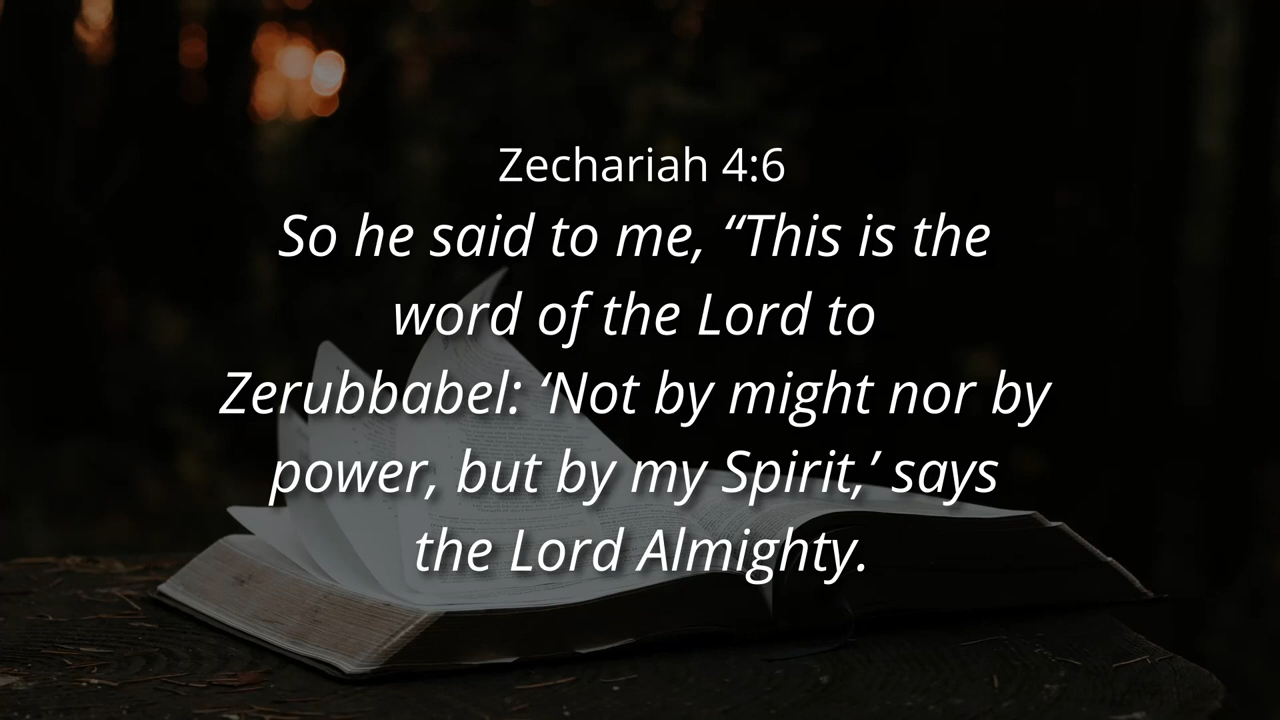 Zechariah 4:6
So he said to me, “This is the
word of the Lord to
Zerubbabel: ‘Not by might nor by
power, but by my Spirit,’ says
the Lord Almighty.